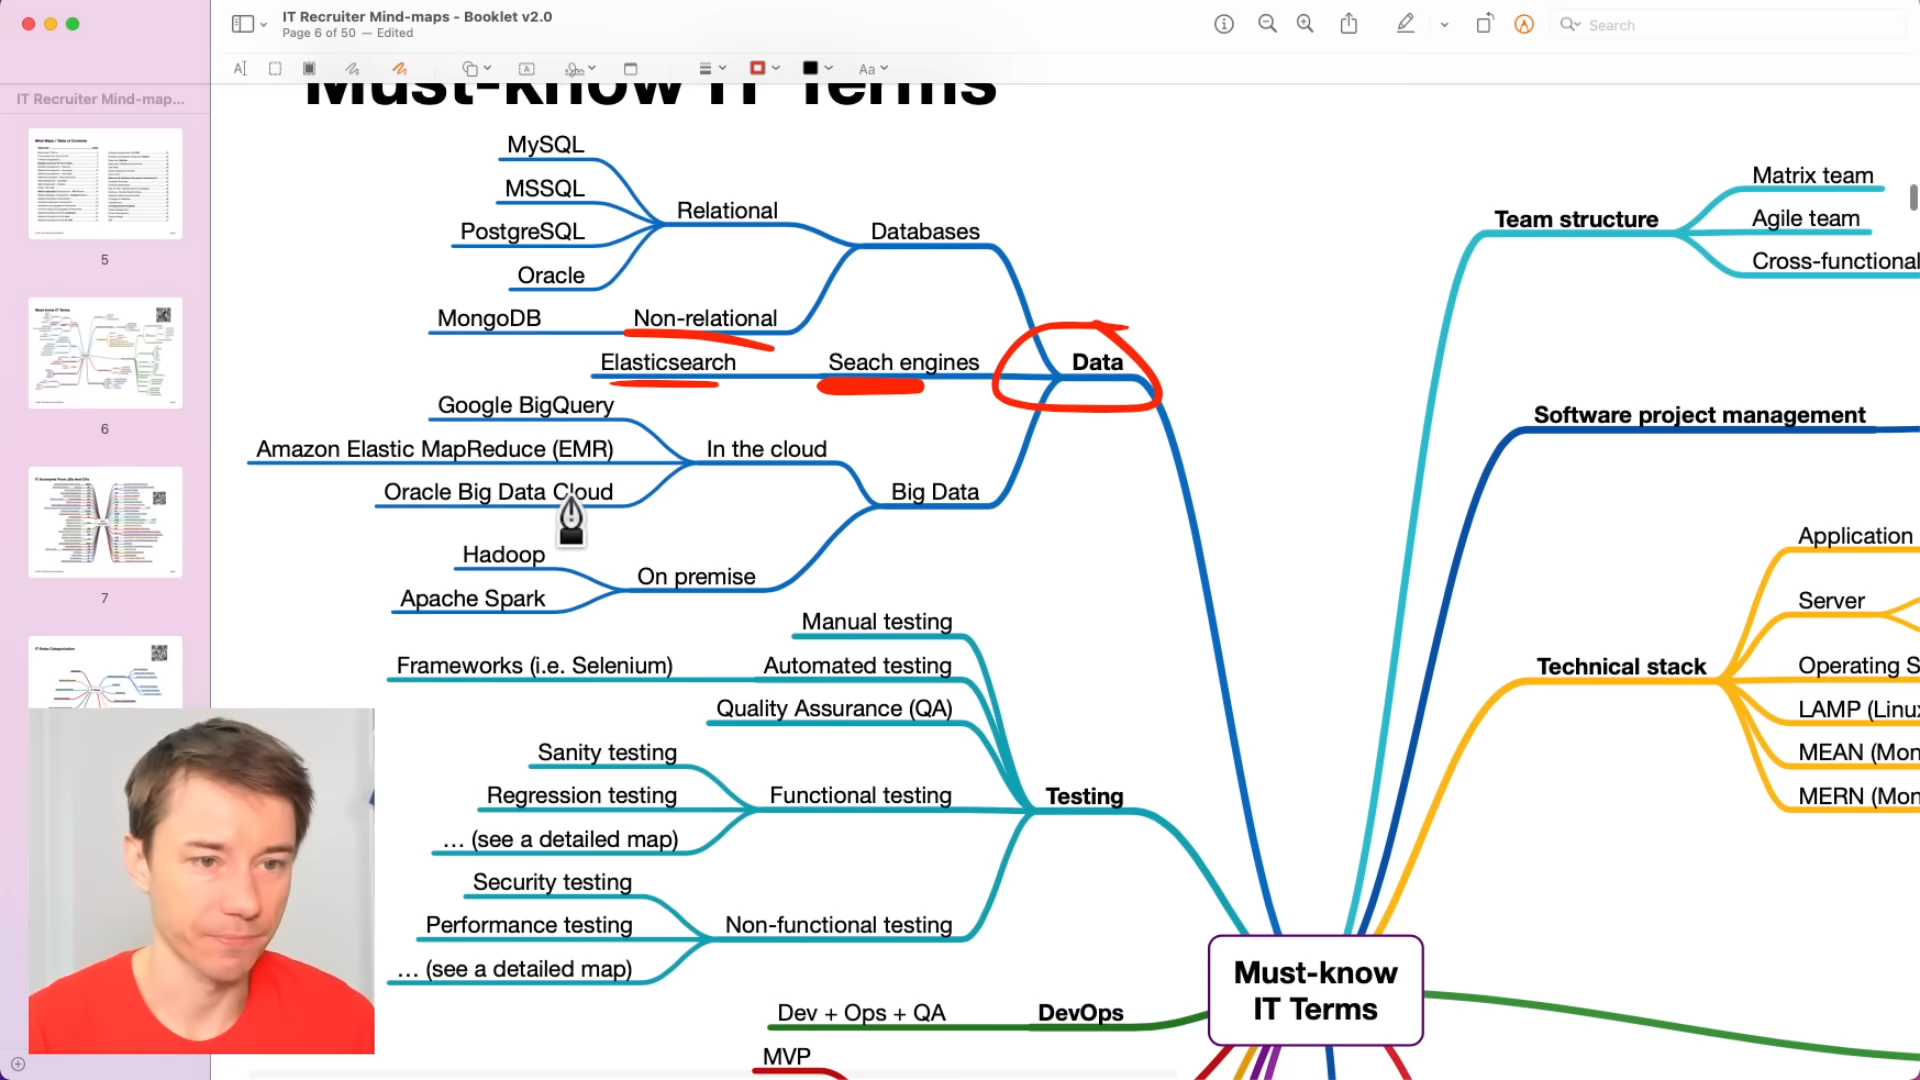 IT Recruiter Mind-maps - Booklet v2.0
Page 6 of 50 — Edited
Search
Aa
IT Recruiter Mind-map...
5
6
7
Must-know IT Terms
MySQL
MSSQL
PostgreSQL
Oracle
Relational
Databases
MongoDB
Non-relational
Elasticsearch
Seach engines
Data
Google BigQuery
Amazon Elastic MapReduce (EMR)
In the cloud
Oracle Big Data Cloud
Big Data
Hadoop
On premise
Apache Spark
Manual testing
Frameworks (i.e. Selenium)
Automated testing
Quality Assurance (QA)
Sanity testing
Regression testing
Functional testing
... (see a detailed map)
Testing
Security testing
Performance testing
Non-functional testing
... (see a detailed map)
Dev + Ops + QA
DevOps
MVP
Must-know
IT Terms
Team structure
Matrix team
Agile team
Cross-functional
Software project management
Technical stack
Application
Server
Operating S
LAMP (Linux
MEAN (Mon
MERN (Mon